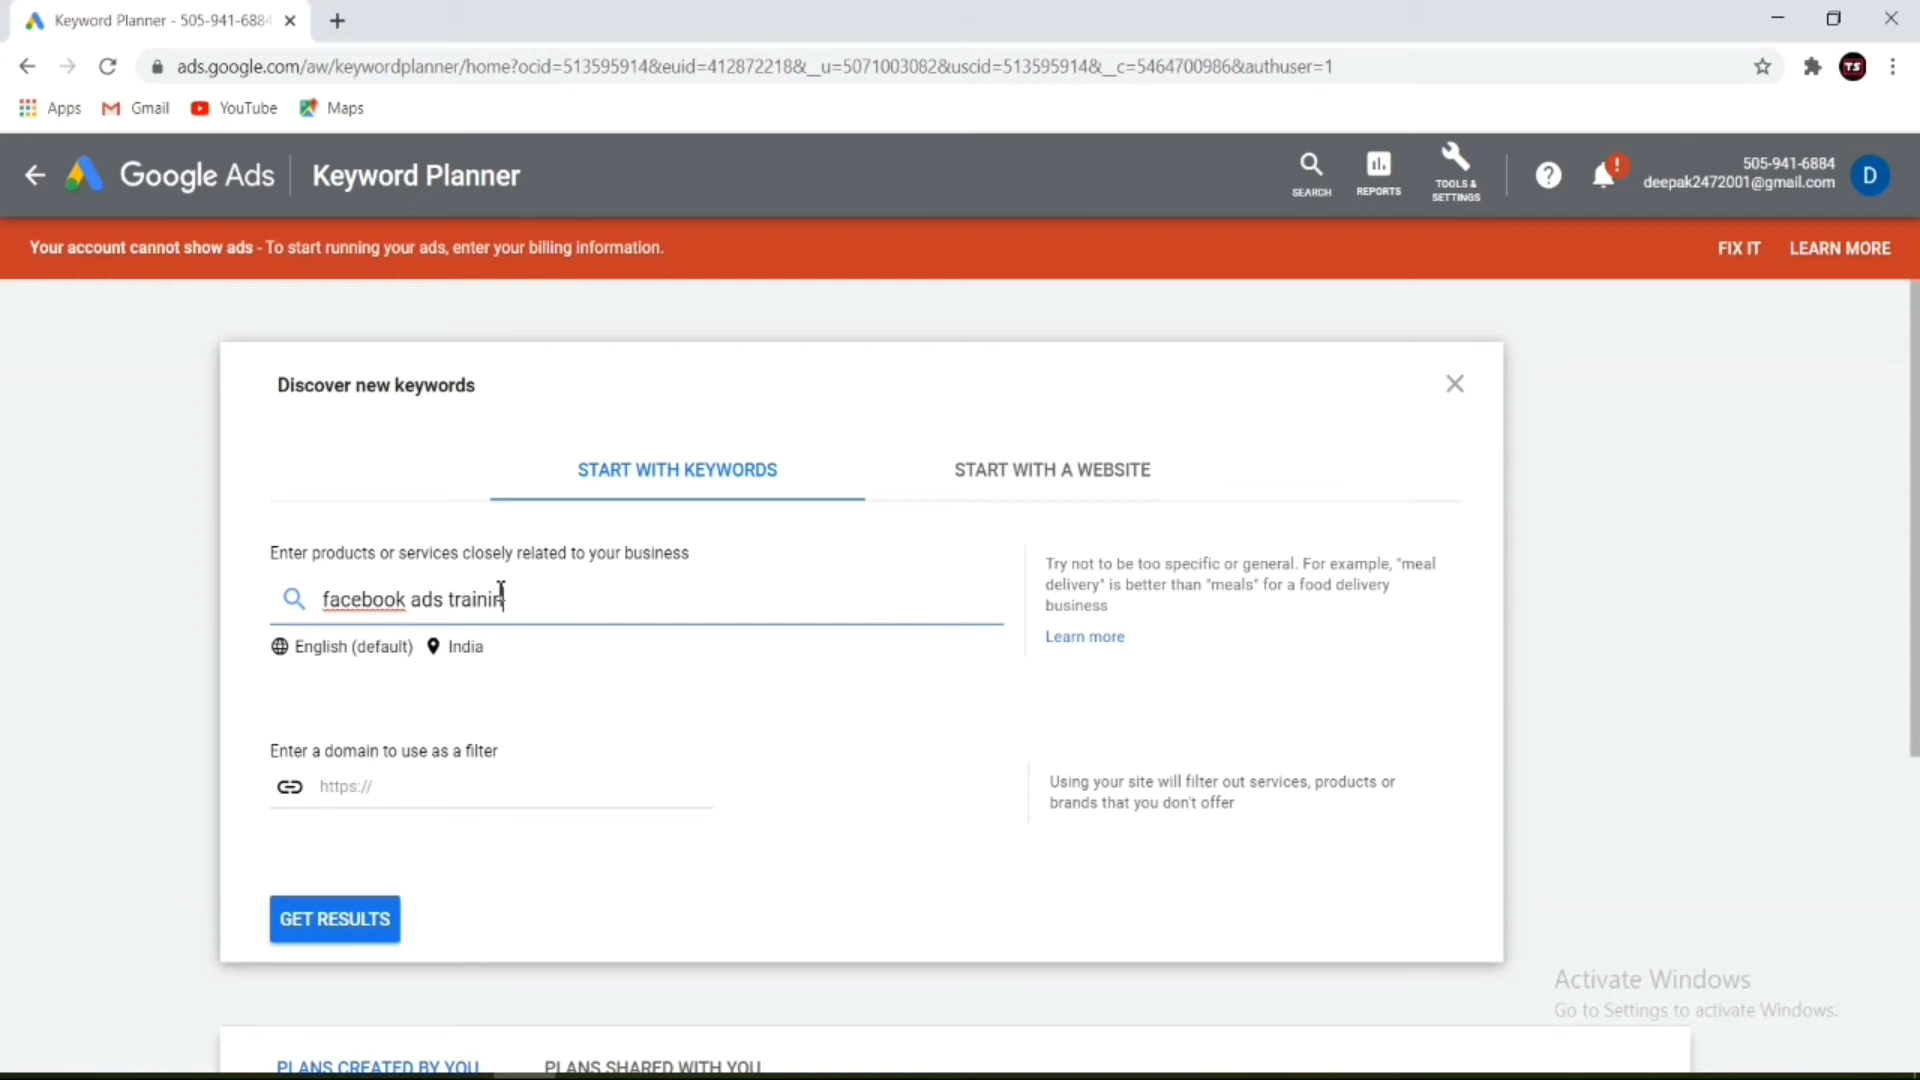 Keyword Planner - 505-941-6884
ads.google.com/aw/keywordplanner/home?ocid=513595914&euid=412872218&__u=5071003082&uscid=513595914&__c=5464700986&authuser=1
TS
Apps Gmail YouTube Maps
Google Ads Keyword Planner
SEARCH
REPORTS
TOOLS &
SETTINGS
?
!
505-941-6884
deepak2472001@gmail.com
D
Your account cannot show ads - To start running your ads, enter your billing information.
FIX IT LEARN MORE
Discover new keywords
START WITH KEYWORDS START WITH A WEBSITE
Enter products or services closely related to your business
facebook ads trainin
English (default) India
Try not to be too specific or general. For example, "meal
delivery" is better than "meals" for a food delivery
business
Learn more
Enter a domain to use as a filter
https://
Using your site will filter out services, products or
brands that you don't offer
GET RESULTS
Activate Windows
Go to Settings to activate Windows.
PLANS CREATED BY YOU PLANS SHARED WITH YOU